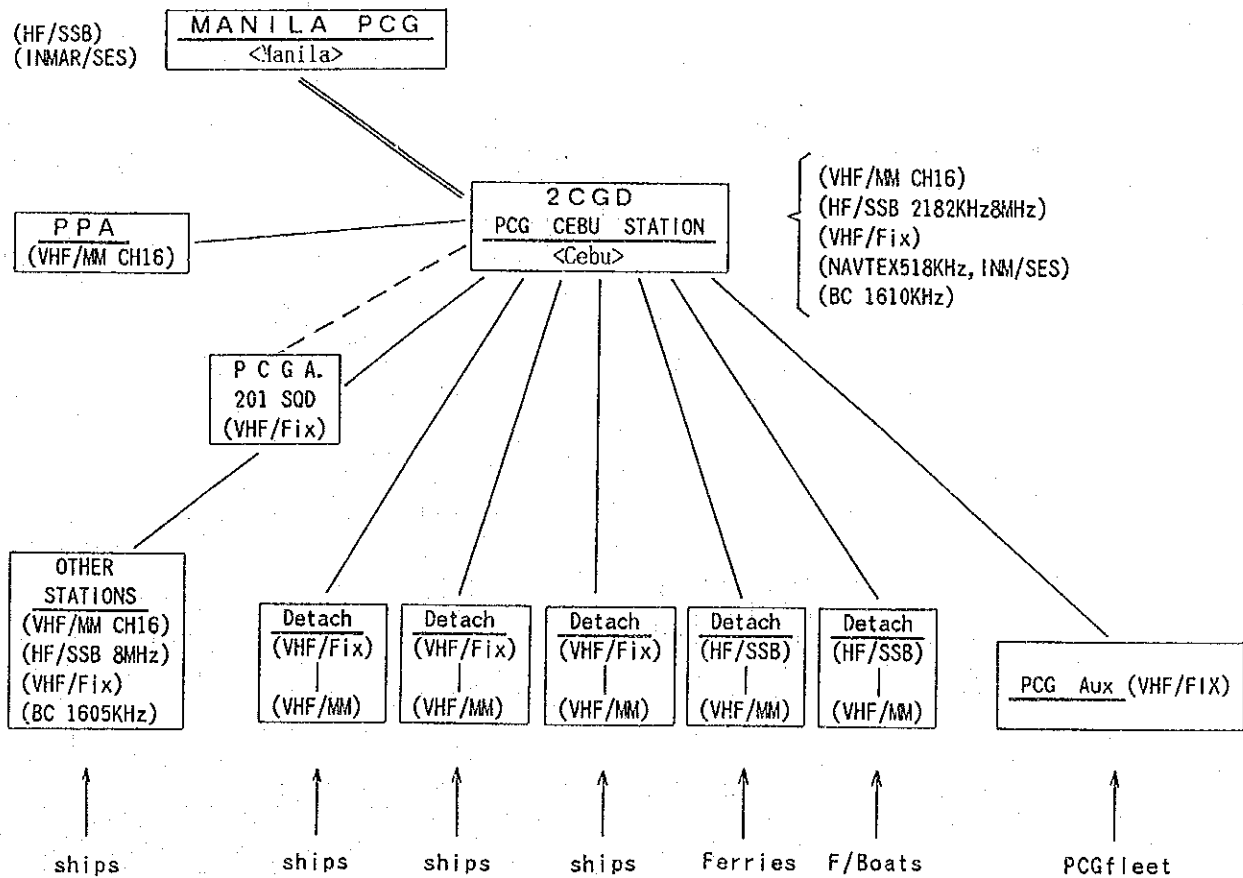 (HF/SSB)
(INMAR/SES)
MANILA PCG
<Manila>
2CGD
PCG CEBU STATION
<Cebu>
(VHF/MM CH16)
(HF/SSB 2182KHz8MHz)
(VHF/Fix)
(NAVTEX518KHz, INM/SES)
(BC 1610KHz)
PPA
(VHF/MM CH16)
P C G A.
201 SQD
(VHF/Fix)
OTHER
STATIONS
(VHF/MM CH16)
(HF/SSB 8MHz)
(VHF/Fix)
(BC 1605KHz)
Detach
(VHF/Fix)
(VHF/MM)
Detach
(VHF/Fix)
(VHF/MM)
Detach
(VHF/Fix)
(VHF/MM)
Detach
(HF/SSB)
(VHF/MM)
Detach
(HF/SSB)
(VHF/MM)
PCG Aux (VHF/FIX)
ships
ships
ships
ships
Ferries
F/Boats
PCGfleet